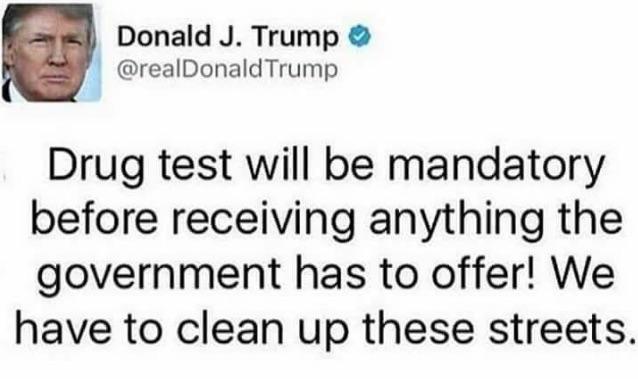 Donald J. Trump
@realDonaldTrump
Drug test will be mandatory
before receiving anything the
government has to offer! We
have to clean up these streets.